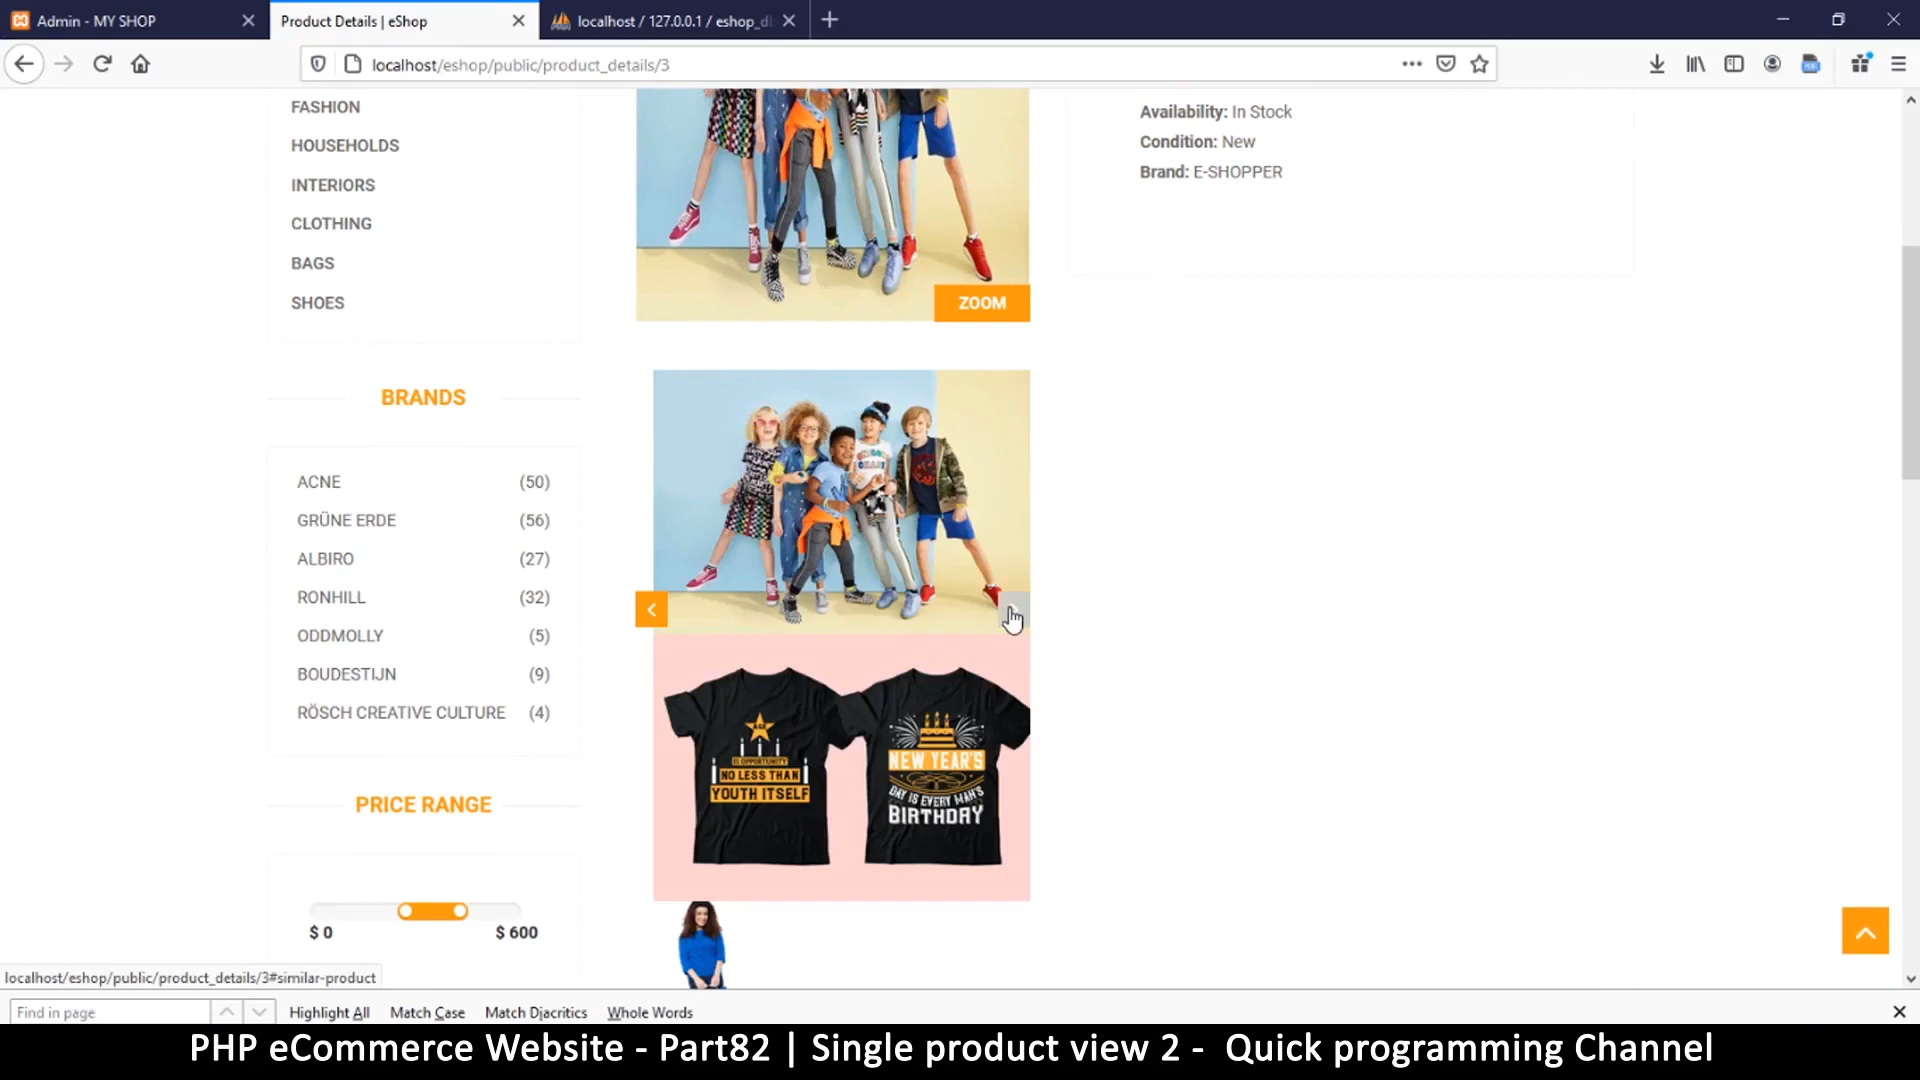 Admin - MY SHOP
Product Details | eShop
localhost / 127.0.0.1 / eshop_d
localhost/eshop/public/product_details/3
FASHION
HOUSEHOLDS
INTERIORS
CLOTHING
BAGS
SHOES
Availability: In Stock
Condition: New
Brand: E-SHOPPER
ZOOM
BRANDS
ACNE (50)
GRÜNE ERDE (56)
ALBIRO (27)
RONHILL (32)
ODDMOLLY (5)
BOUDESTIJN (9)
RÖSCH CREATIVE CULTURE (4)
NO LESS THAN
YOUTH ITSELF
NEW YEAR'S
DAY IS EVERY MAN'S
BIRTHDAY
PRICE RANGE
$ 0 $ 600
localhost/eshop/public/product_details/3#similar-product
Find in page
Highlight All Match Case Match Diacritics Whole Words
PHP eCommerce Website - Part82 | Single product view 2 - Quick programming Channel